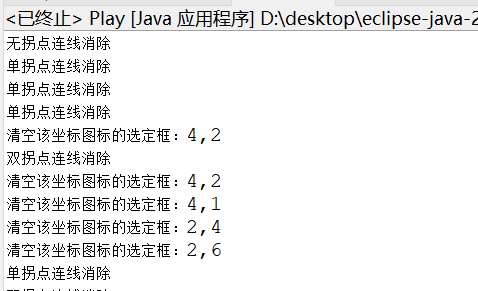 <已终止> Play [Java 应用程序] D:\desktop\eclipse-java-2
无拐点连线消除
单拐点连线消除
单拐点连线消除
单拐点连线消除
清空该坐标图标的选定框：4,2
双拐点连线消除
清空该坐标图标的选定框：4,2
清空该坐标图标的选定框：4,1
清空该坐标图标的选定框：2,4
清空该坐标图标的选定框：2,6
单拐点连线消除